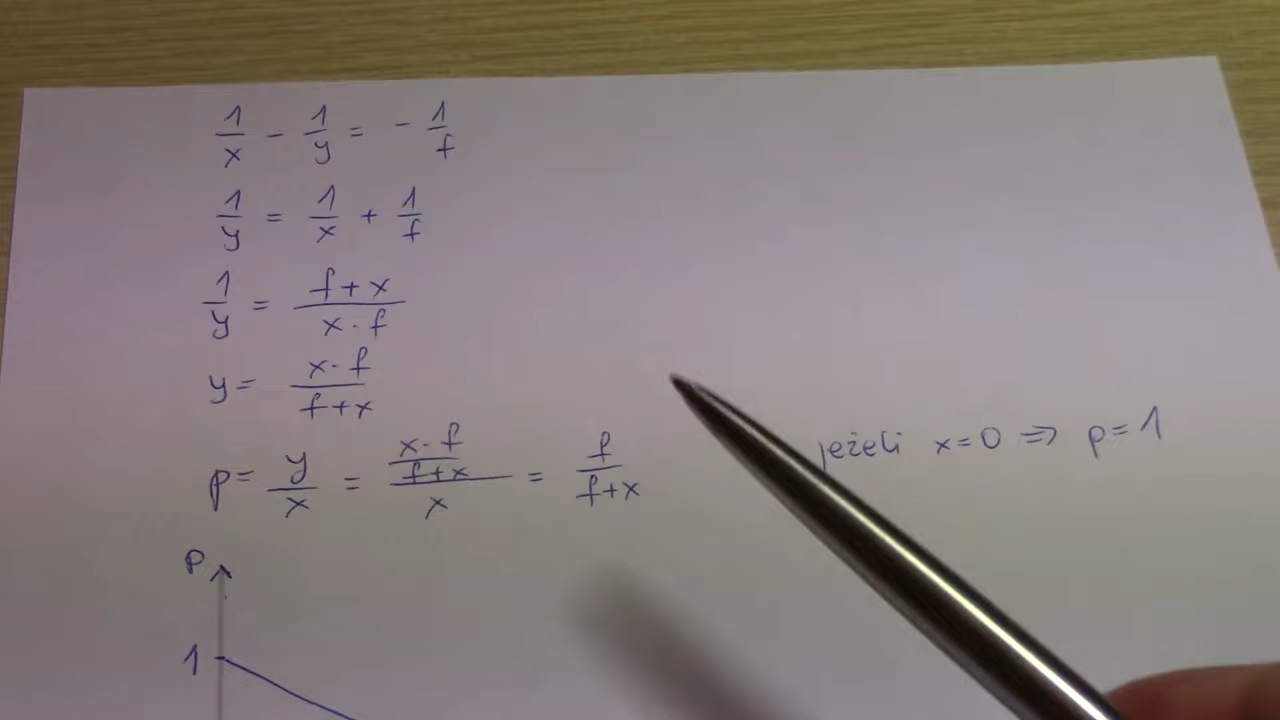 1/x - 1/y = - 1/f
1/y = 1/x + 1/f
1/y = (f+x)/(x·f)
y = (x·f)/(f+x)
p = y/x = ((x·f)/(f+x))/x = f/(f+x) jeżeli x=0 => p=1
p
1